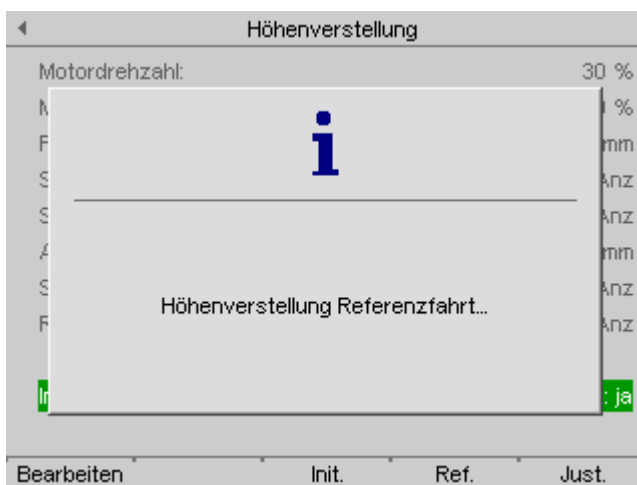 Höhenverstellung
Motordrehzahl: 30 %
%
mm
Anz
Anz
mm
Anz
Anz
i
Höhenverstellung Referenzfahrt...
: ja
Bearbeiten Init. Ref. Just.